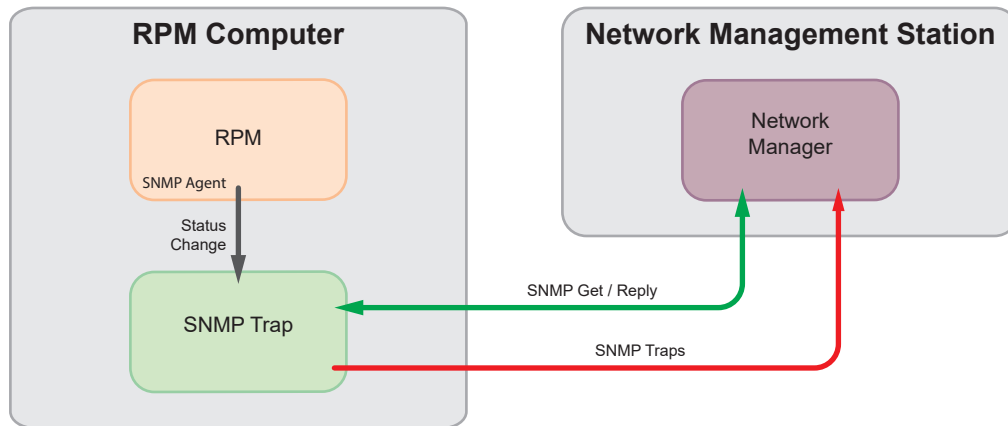 RPM Computer
Network Management Station
RPM
SNMP Agent
Status
Change
SNMP Trap
Network
Manager
SNMP Get / Reply
SNMP Traps